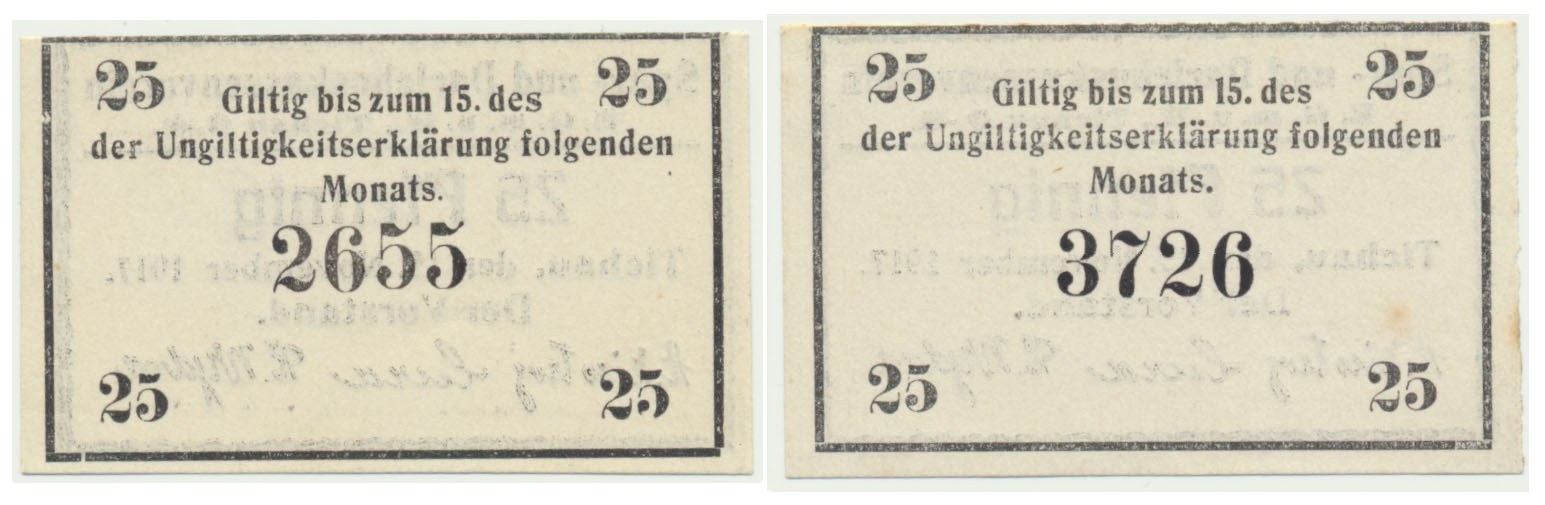 25 25
Giltig bis zum 15. des
der Ungiltigkeitserklärung folgenden
Monats.
2655
25 25
25 25
Giltig bis zum 15. des
der Ungiltigkeitserklärung folgenden
Monats.
3726
25 25